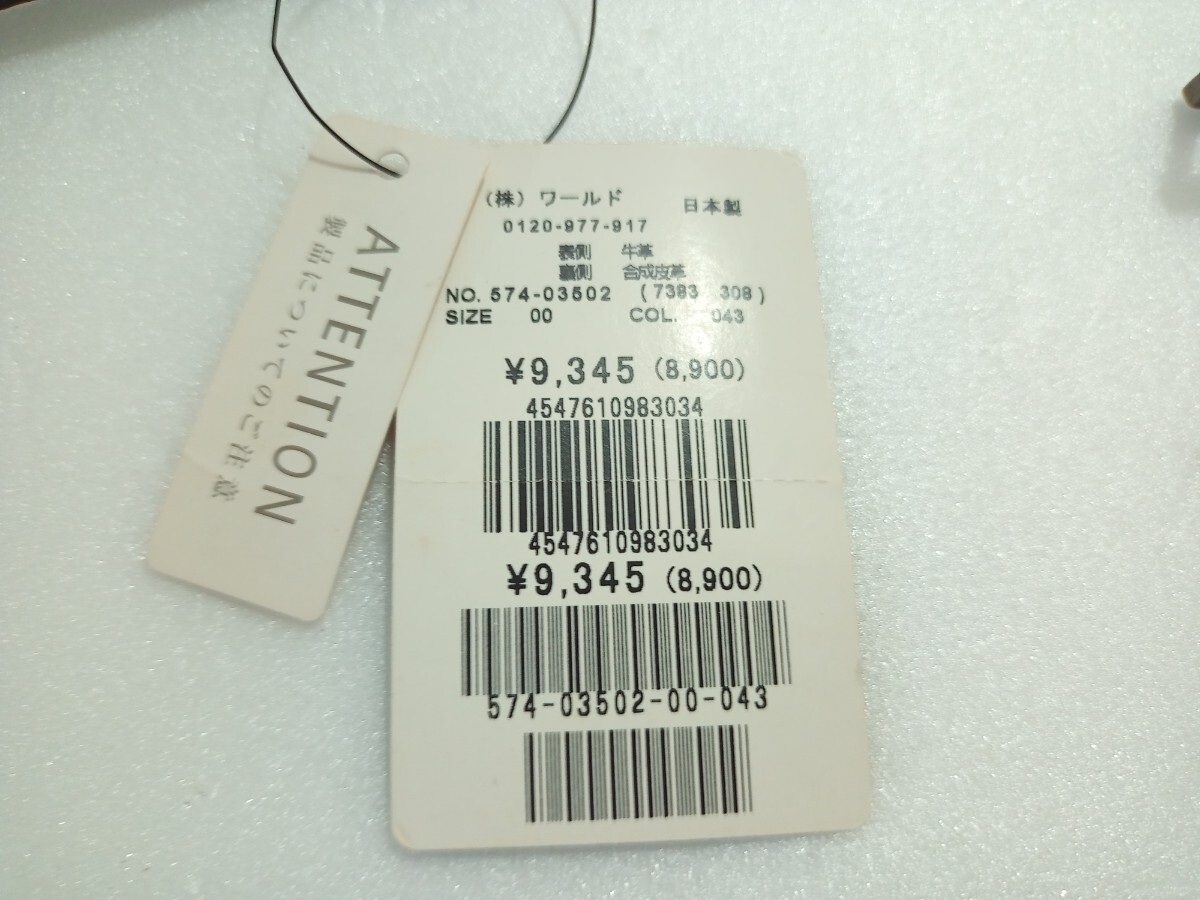 ATTENTION
製品についてのご注意
(株) ワールド 日本製
0120-977-917
表側 牛革
裏側 合成皮革
NO. 574-03502 (7383 308)
SIZE 00 COL. 043
¥9,345 (8,900)
4547610983034
4547610983034
¥9,345 (8,900)
574-03502-00-043